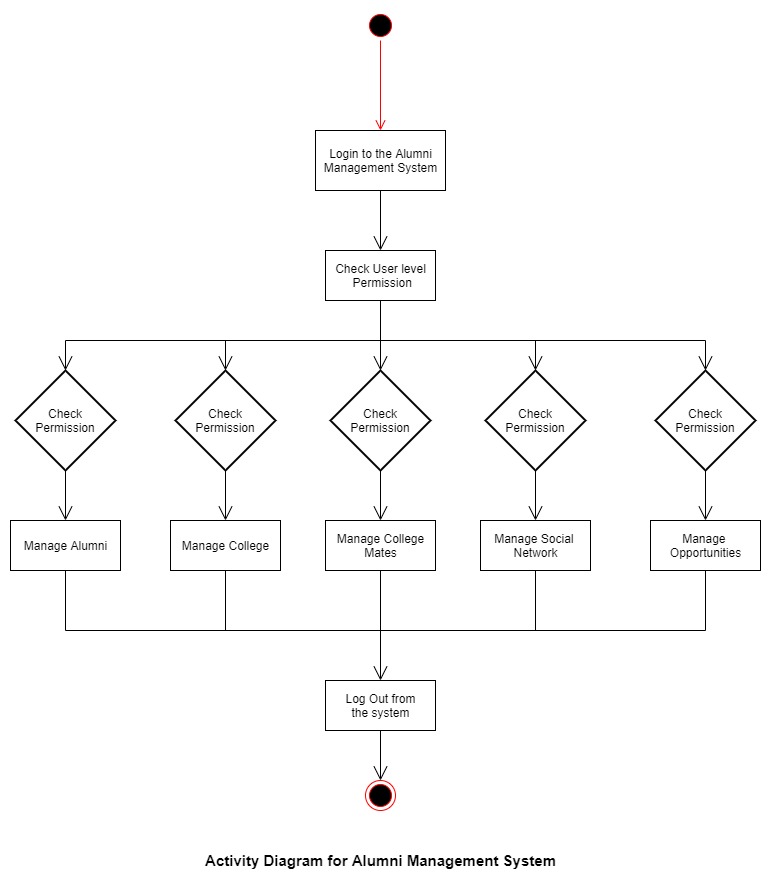 Login to the Alumni
Management System
Check User level
Permission
Check
Permission
Check
Permission
Check
Permission
Check
Permission
Check
Permission
Manage Alumni
Manage College
Manage College
Mates
Manage Social
Network
Manage
Opportunities
Log Out from
the system
Activity Diagram for Alumni Management System